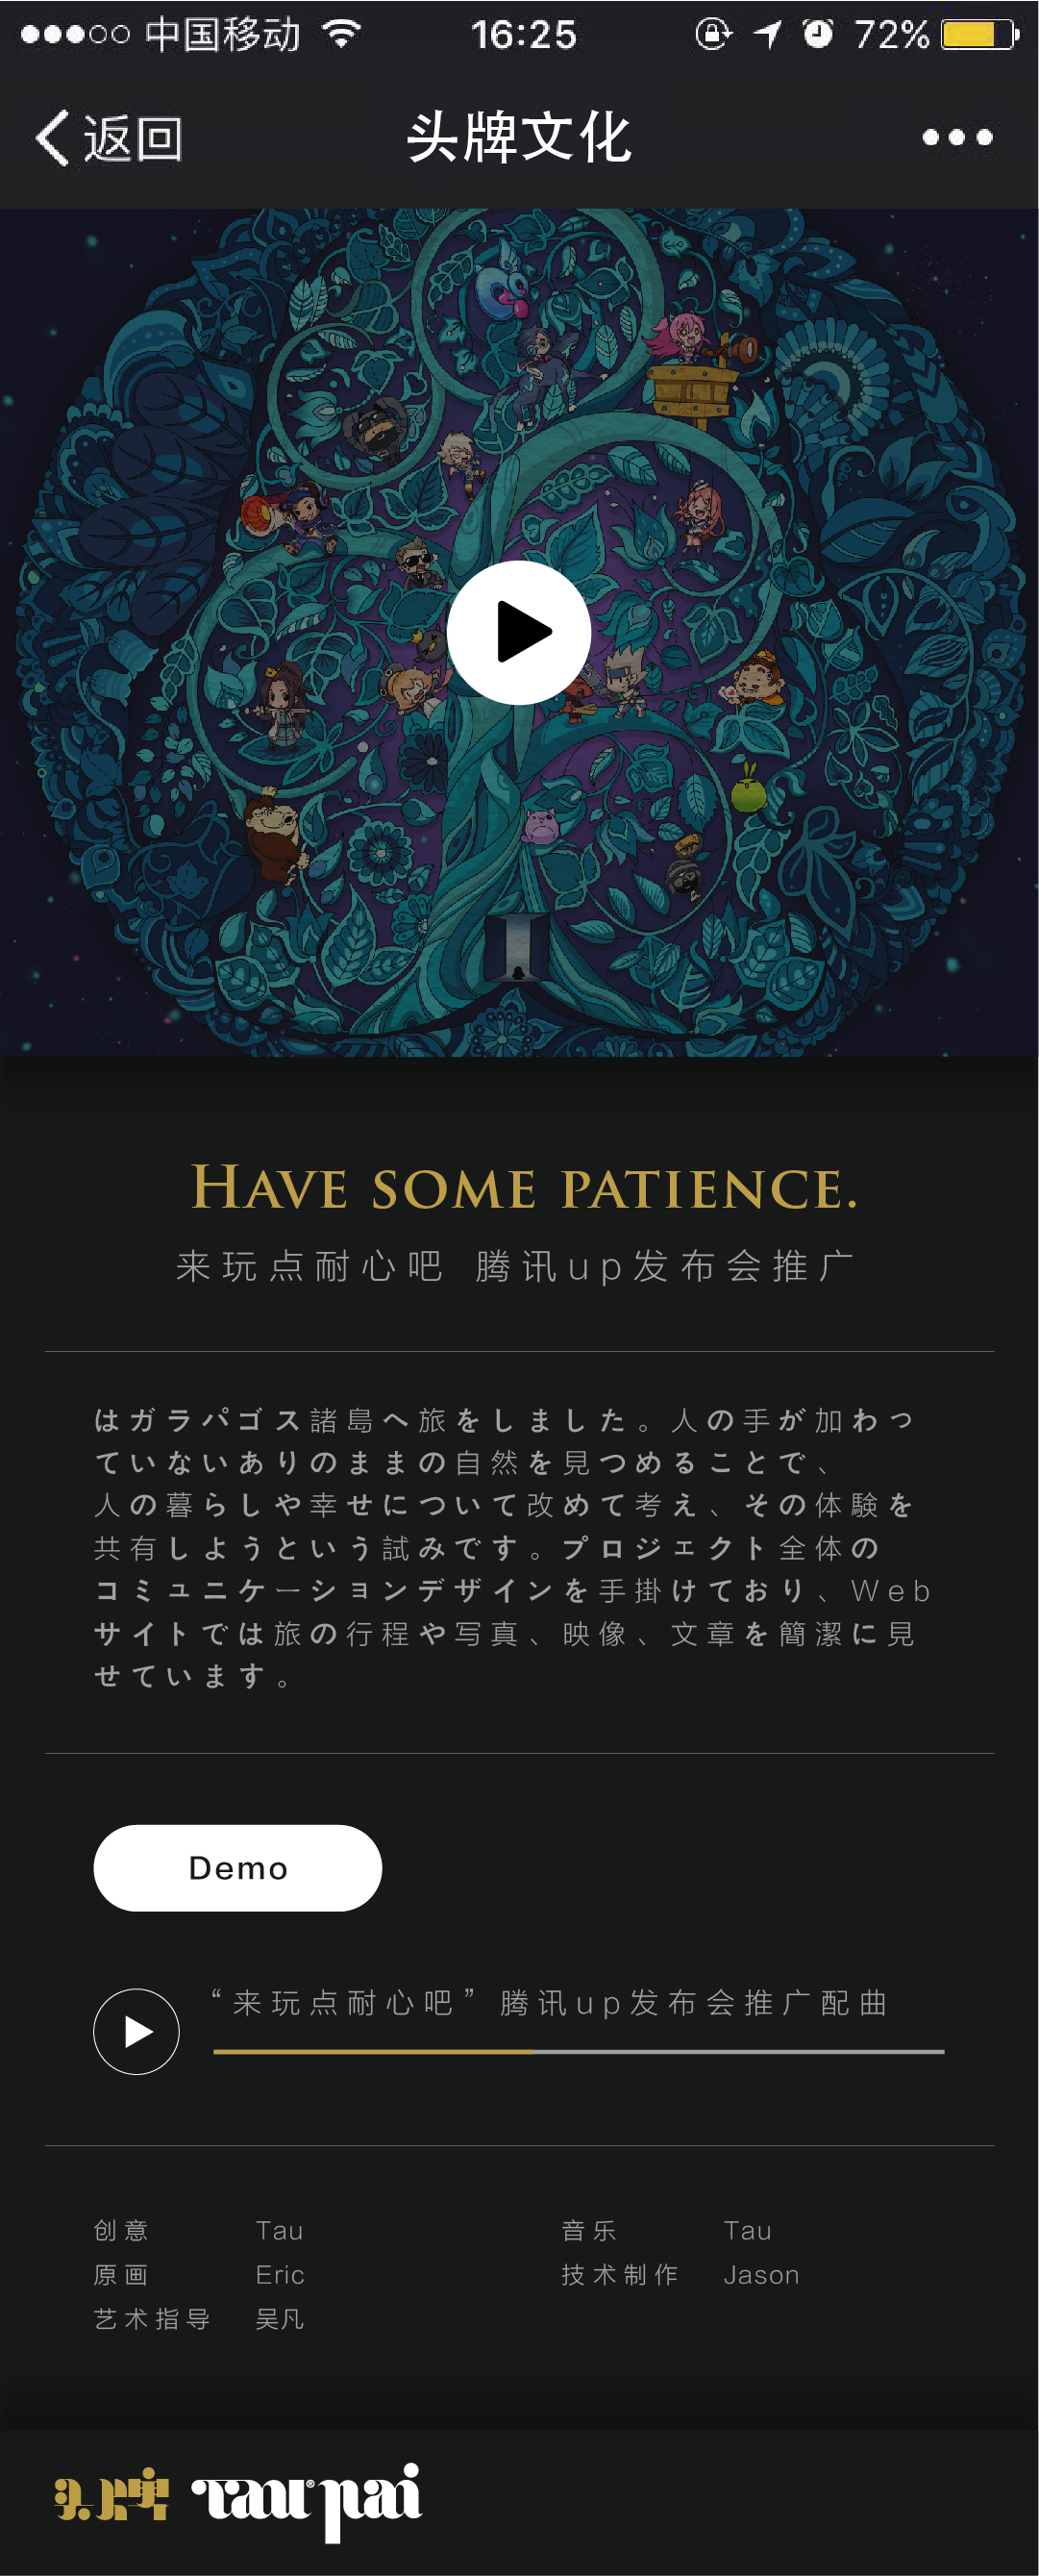 中国移动 16:25 72%
返回 头牌文化
HAVE SOME PATIENCE.
来玩点耐心吧 腾讯up发布会推广
はガラパゴス諸島へ旅をしました。人の手が加わっ
ていないありのままの自然を見つめることで、
人の暮らしや幸せについて改めて考え、その体験を
共有しようという試みです。プロジェクト全体の
コミュニケーションデザインを手掛けており、Web
サイトでは旅の行程や写真、映像、文章を簡潔に見
せています。
Demo
“来玩点耐心吧”腾讯up发布会推广配曲
创意 Tau 音乐 Tau
原画 Eric 技术制作 Jason
艺术指导 吴凡
头牌 Tau®pai